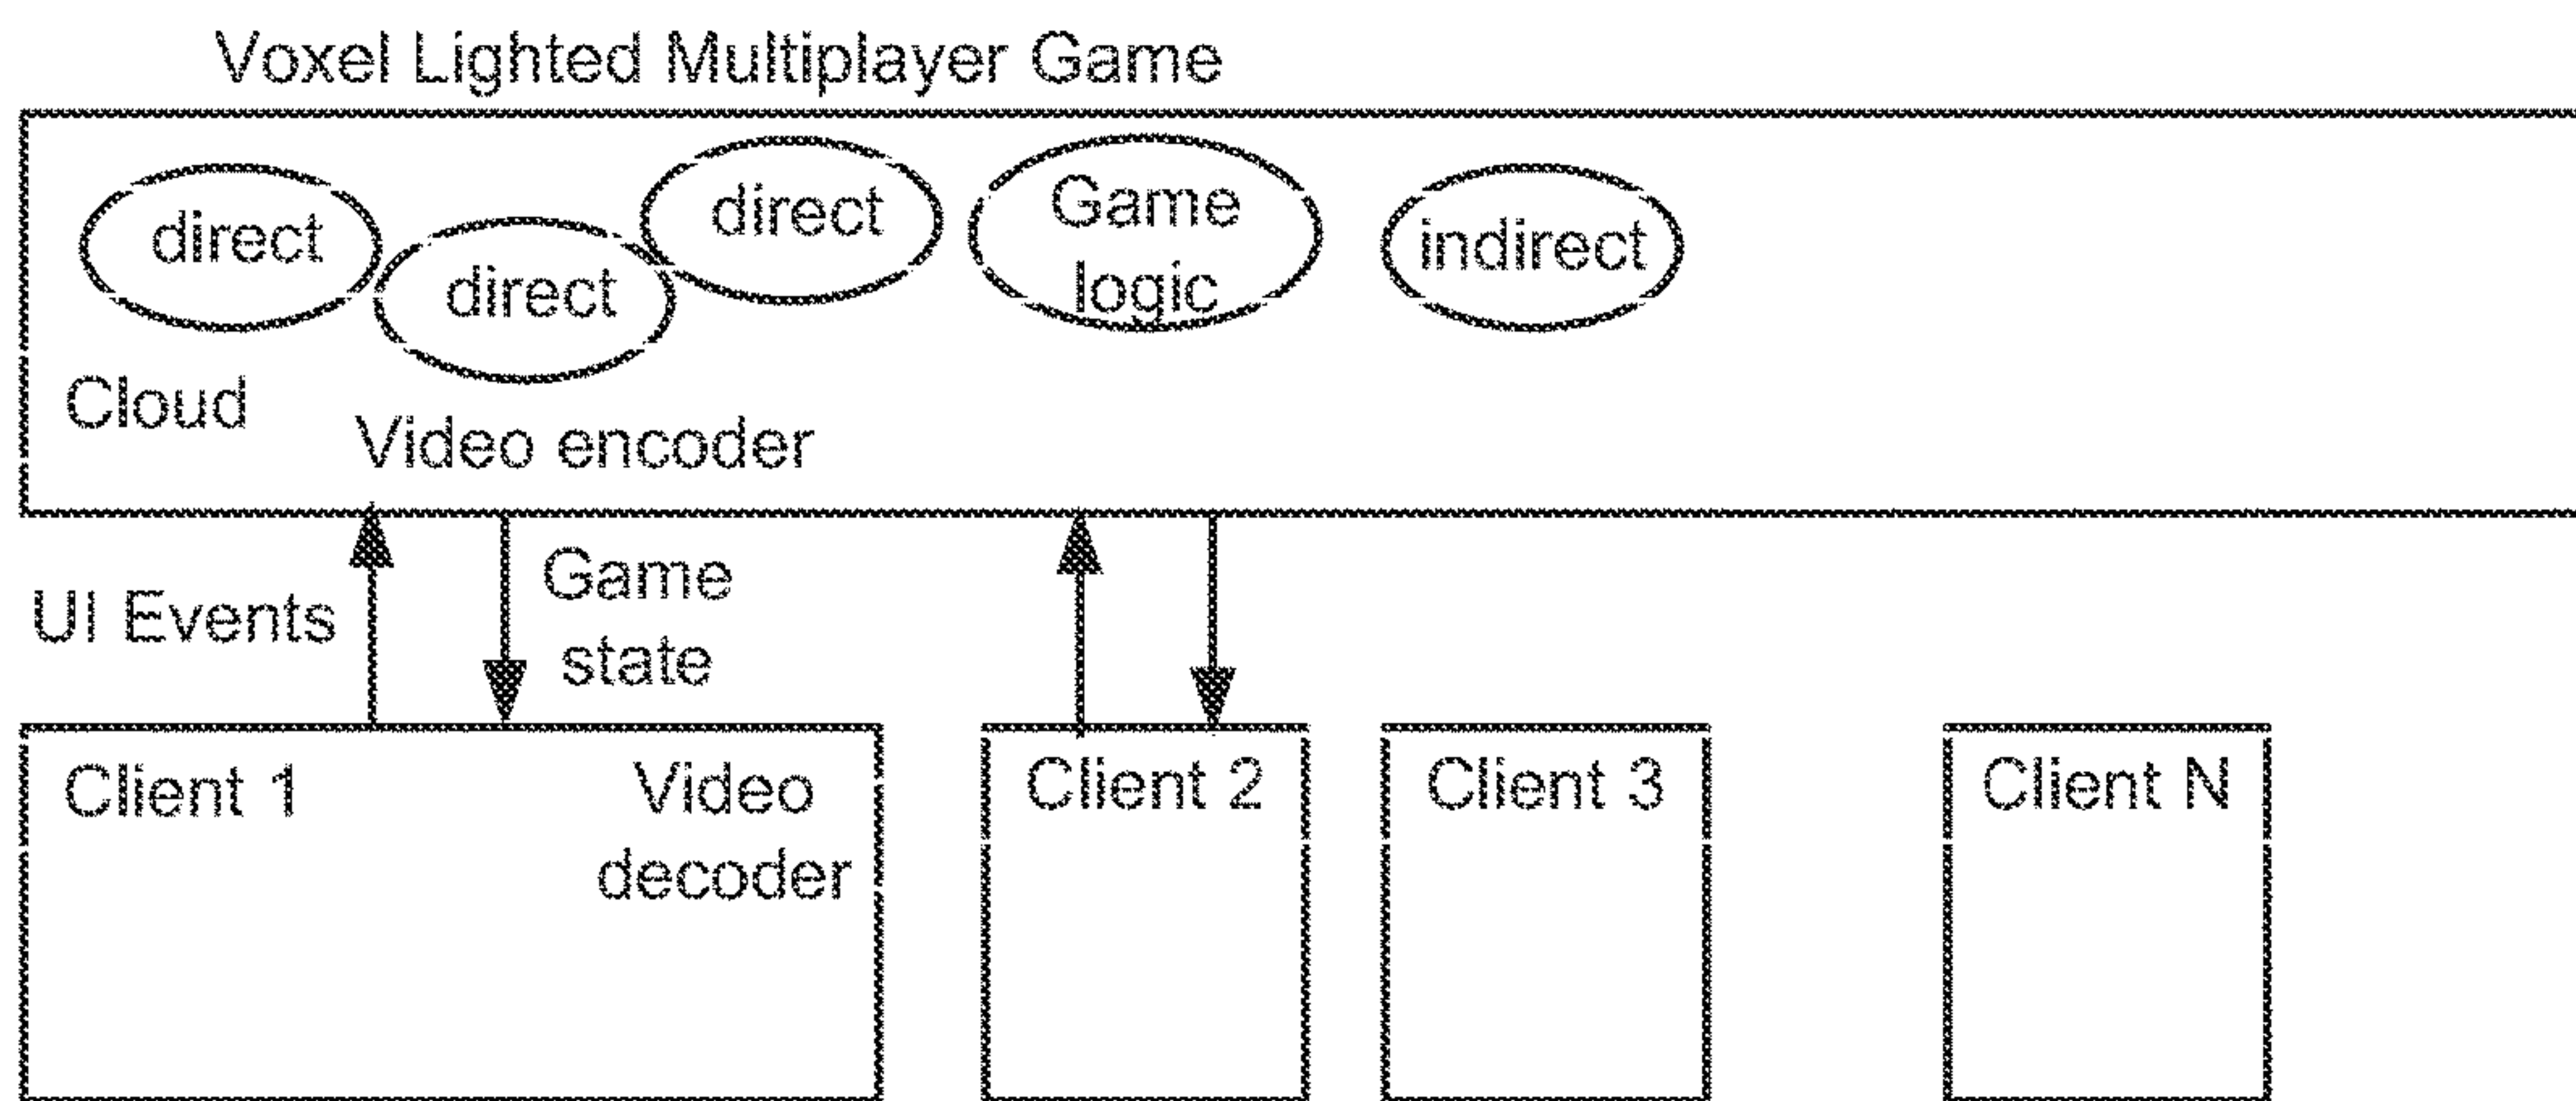 Voxel Lighted Multiplayer Game
direct
direct
direct
Game
logic
indirect
Cloud
Video encoder
UI Events
Game
state
Client 1
Video
decoder
Client 2
Client 3
Client N